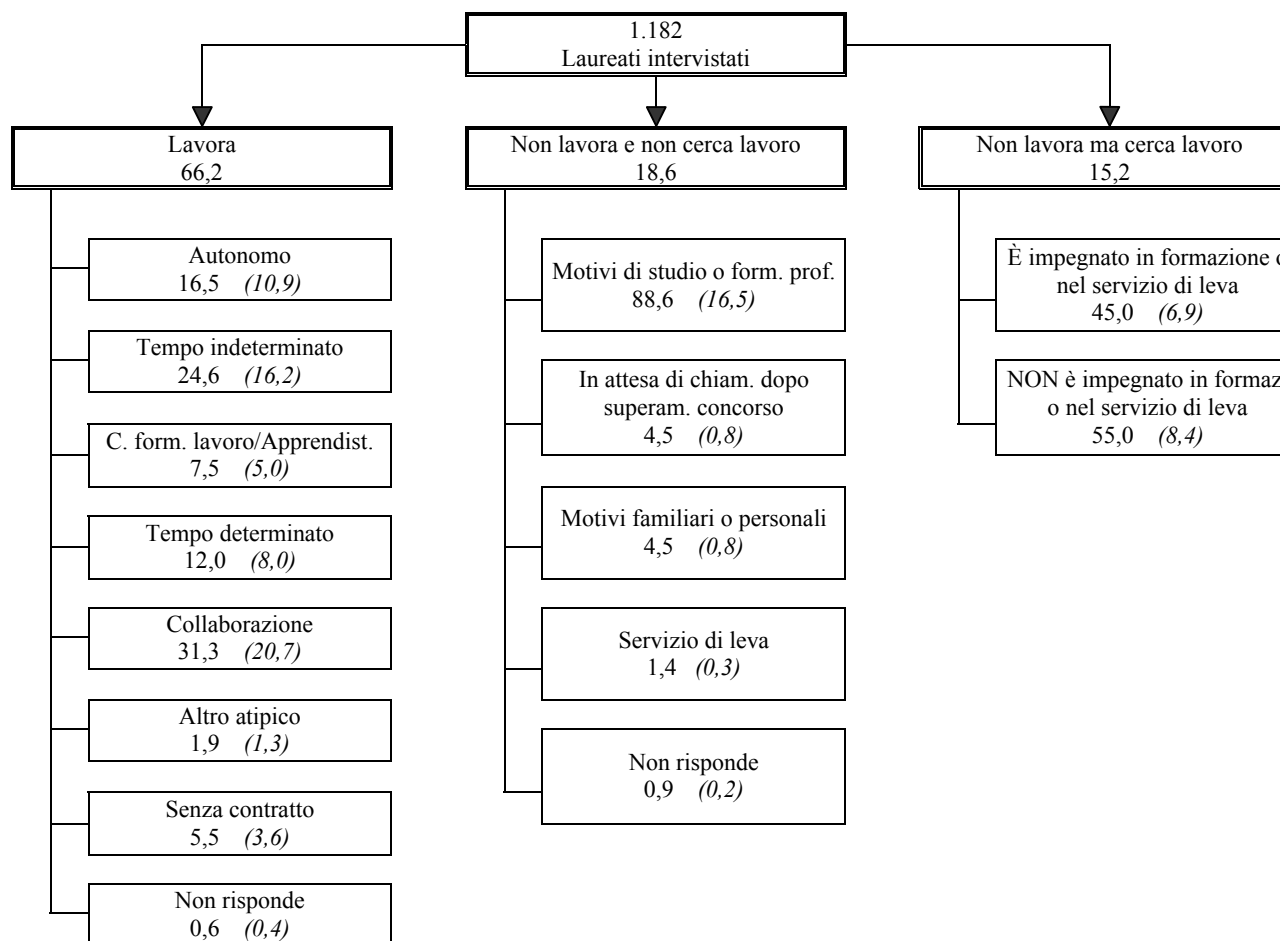 1.182
Laureati intervistati
Lavora
66,2
Autonomo
16,5 (10,9)
Tempo indeterminato
24,6 (16,2)
C. form. lavoro/Apprendist.
7,5 (5,0)
Tempo determinato
12,0 (8,0)
Collaborazione
31,3 (20,7)
Altro atipico
1,9 (1,3)
Senza contratto
5,5 (3,6)
Non risponde
0,6 (0,4)
Non lavora e non cerca lavoro
18,6
Motivi di studio o form. prof.
88,6 (16,5)
In attesa di chiam. dopo
superam. concorso
4,5 (0,8)
Motivi familiari o personali
4,5 (0,8)
Servizio di leva
1,4 (0,3)
Non risponde
0,9 (0,2)
Non lavora ma cerca lavoro
15,2
È impegnato in formazione
nel servizio di leva
45,0 (6,9)
NON è impegnato in
o nel servizio di leva
55,0 (8,4)